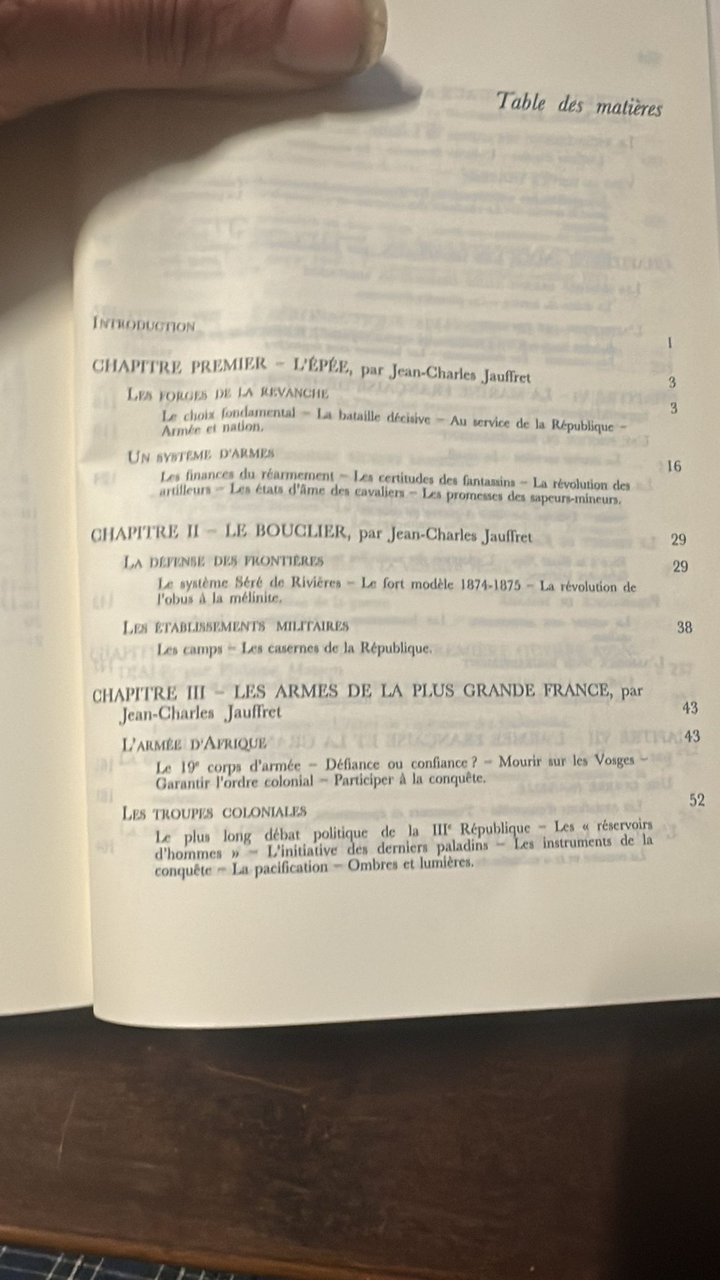 Table des matières
INTRODUCTION
1
CHAPITRE PREMIER – L'ÉPÉE, par Jean-Charles Jauffret
3
LES FORGES DE LA REVANCHE
3
Le choix fondamental – La bataille décisive – Au service de la République –
Armée et nation.
UN SYSTÈME D'ARMES
16
Les finances du réarmement – Les certitudes des fantassins – La révolution des
artilleurs – Les états d'âme des cavaliers – Les promesses des sapeurs-mineurs.
CHAPITRE II – LE BOUCLIER, par Jean-Charles Jauffret
29
LA DÉFENSE DES FRONTIÈRES
29
Le système Séré de Rivières – Le fort modèle 1874-1875 – La révolution de
l'obus à la mélinite.
LES ÉTABLISSEMENTS MILITAIRES
38
Les camps – Les casernes de la République.
CHAPITRE III – LES ARMES DE LA PLUS GRANDE FRANCE, par
Jean-Charles Jauffret
43
L'ARMÉE D'AFRIQUE
43
Le 19e corps d'armée – Défiance ou confiance ? – Mourir sur les Vosges –
Garantir l'ordre colonial – Participer à la conquête.
LES TROUPES COLONIALES
52
Le plus long débat politique de la IIIe République – Les « réservoirs
d'hommes » – L'initiative des derniers paladins – Les instruments de la
conquête – La pacification – Ombres et lumières.